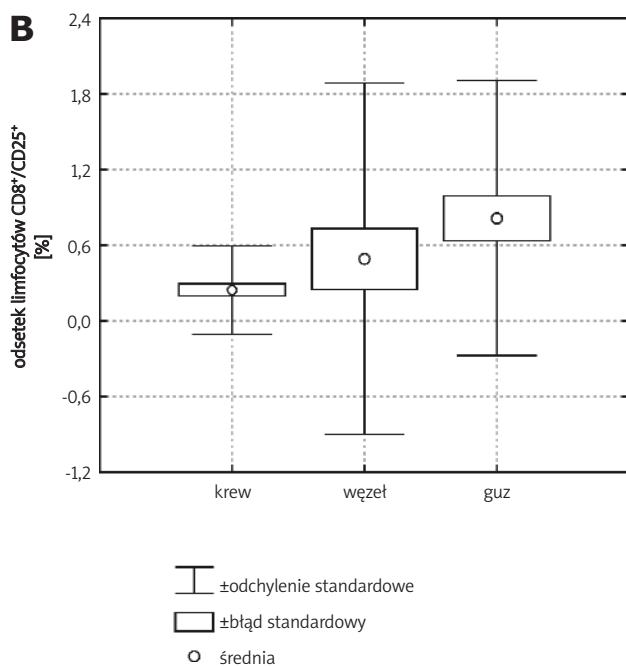 B
odsetek limfocytów CD8⁺/CD25⁺
[%]
2,4
1,8
1,2
0,6
0,0
-0,6
-1,2
krew węzeł guz
±odchylenie standardowe
±błąd standardowy
średnia